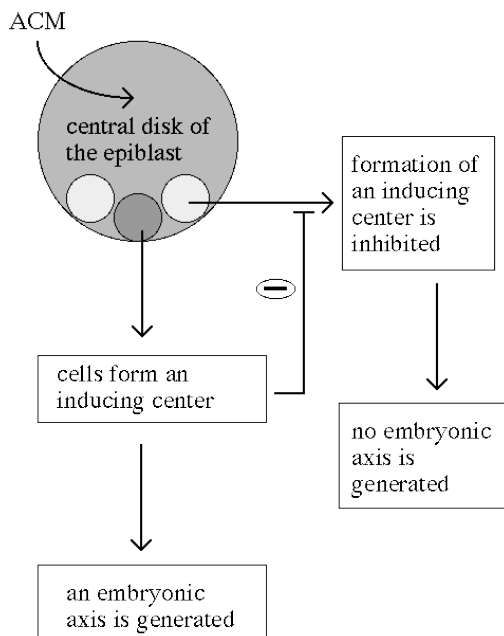 ACM
central disk of
the epiblast
formation of
an inducing
center is
inhibited
cells form an
inducing center
no embryonic
axis is
generated
an embryonic
axis is generated